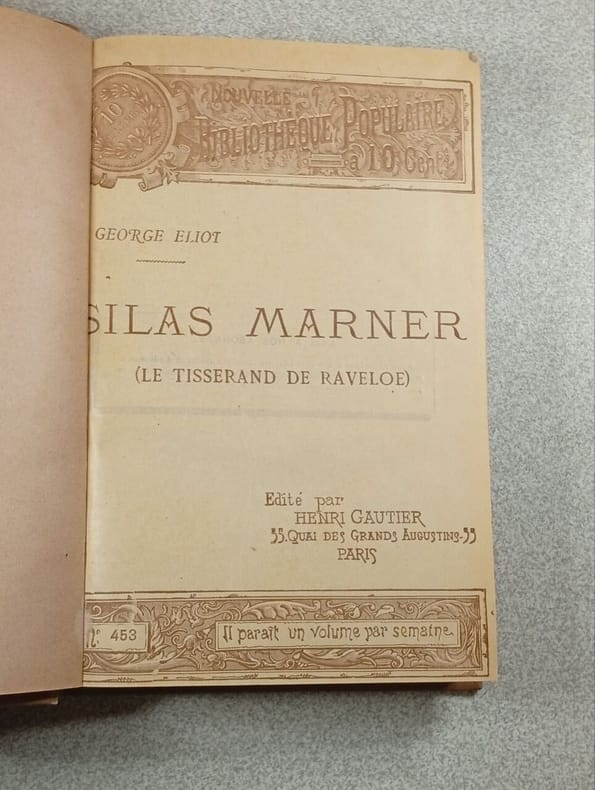 10
NOUVELLE
BIBLIOTHÈQUE POPULAIRE
à 10 Cent.
GEORGE ELIOT
SILAS MARNER
(LE TISSERAND DE RAVELOE)
Edité par
HENRI GAUTIER
55. QUAI DES GRANDS AUGUSTINS-55
PARIS
N° 453
Il paraît un volume par semaine.